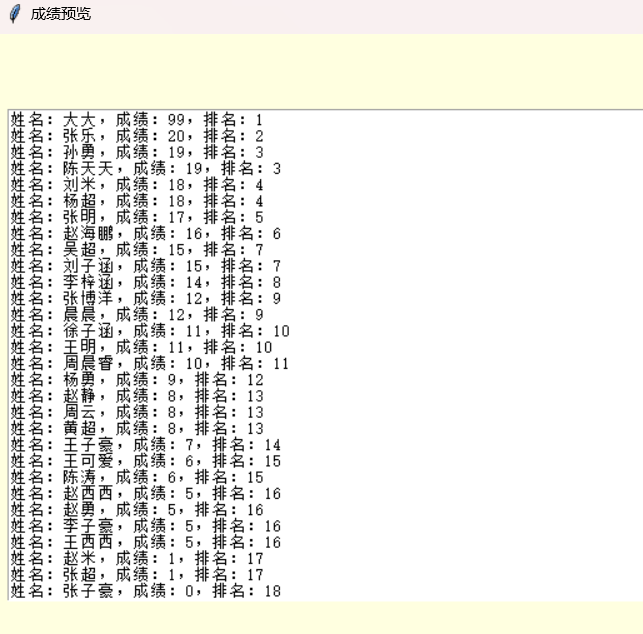 成绩预览
姓名: 大大，成绩: 99，排名: 1
姓名: 张乐，成绩: 20，排名: 2
姓名: 孙勇，成绩: 19，排名: 3
姓名: 陈天天，成绩: 19，排名: 3
姓名: 刘米，成绩: 18，排名: 4
姓名: 杨超，成绩: 18，排名: 4
姓名: 张明，成绩: 17，排名: 5
姓名: 赵海鹏，成绩: 16，排名: 6
姓名: 吴超，成绩: 15，排名: 7
姓名: 刘子涵，成绩: 15，排名: 7
姓名: 李梓涵，成绩: 14，排名: 8
姓名: 张博洋，成绩: 12，排名: 9
姓名: 晨晨，成绩: 12，排名: 9
姓名: 徐子涵，成绩: 11，排名: 10
姓名: 王明，成绩: 11，排名: 10
姓名: 周晨睿，成绩: 10，排名: 11
姓名: 杨勇，成绩: 9，排名: 12
姓名: 赵静，成绩: 8，排名: 13
姓名: 周云，成绩: 8，排名: 13
姓名: 黄超，成绩: 8，排名: 13
姓名: 王子豪，成绩: 7，排名: 14
姓名: 王可爱，成绩: 6，排名: 15
姓名: 陈涛，成绩: 6，排名: 15
姓名: 赵西西，成绩: 5，排名: 16
姓名: 赵勇，成绩: 5，排名: 16
姓名: 李子豪，成绩: 5，排名: 16
姓名: 王西西，成绩: 5，排名: 16
姓名: 赵米，成绩: 1，排名: 17
姓名: 张超，成绩: 1，排名: 17
姓名: 张子豪，成绩: 0，排名: 18